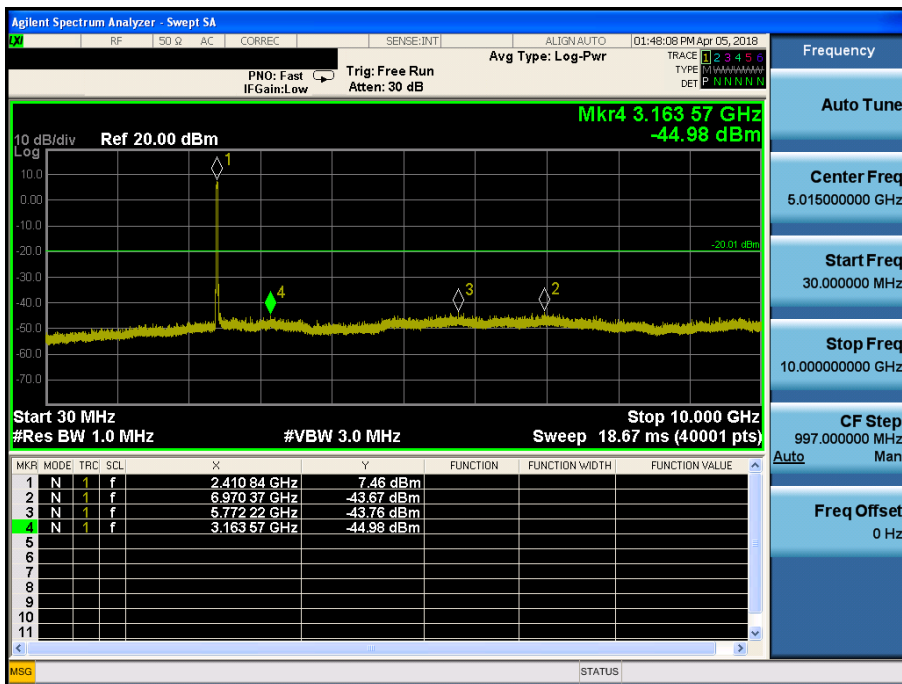 Agilent Spectrum Analyzer - Swept SA
LXI RF 50 Ω AC CORREC SENSE:INT ALIGN AUTO 01:48:08 PM Apr 05, 2018
PNO: Fast IFGain:Low Trig: Free Run Atten: 30 dB Avg Type: Log-Pwr
TRACE 1 2 3 4 5 6
TYPE M WWWWW
DET P N N N N N
Mkr4 3.163 57 GHz
-44.98 dBm
10 dB/div Ref 20.00 dBm
Log
10.0
0.00
-10.0
-20.0
-30.0
-40.0
-50.0
-60.0
-70.0
1
4
3
2
-20.01 dBm
Start 30 MHz Stop 10.000 GHz
#Res BW 1.0 MHz #VBW 3.0 MHz Sweep 18.67 ms (40001 pts)
MKR MODE TRC SCL X Y FUNCTION FUNCTION WIDTH FUNCTION VALUE
1 N 1 f 2.410 84 GHz 7.46 dBm
2 N 1 f 6.970 37 GHz -43.67 dBm
3 N 1 f 5.772 22 GHz -43.76 dBm
4 N 1 f 3.163 57 GHz -44.98 dBm
5
6
7
8
9
10
11
MSG STATUS
Frequency
Auto Tune
Center Freq
5.015000000 GHz
Start Freq
30.000000 MHz
Stop Freq
10.000000000 GHz
CF Step
997.000000 MHz
Auto Man
Freq Offset
0 Hz